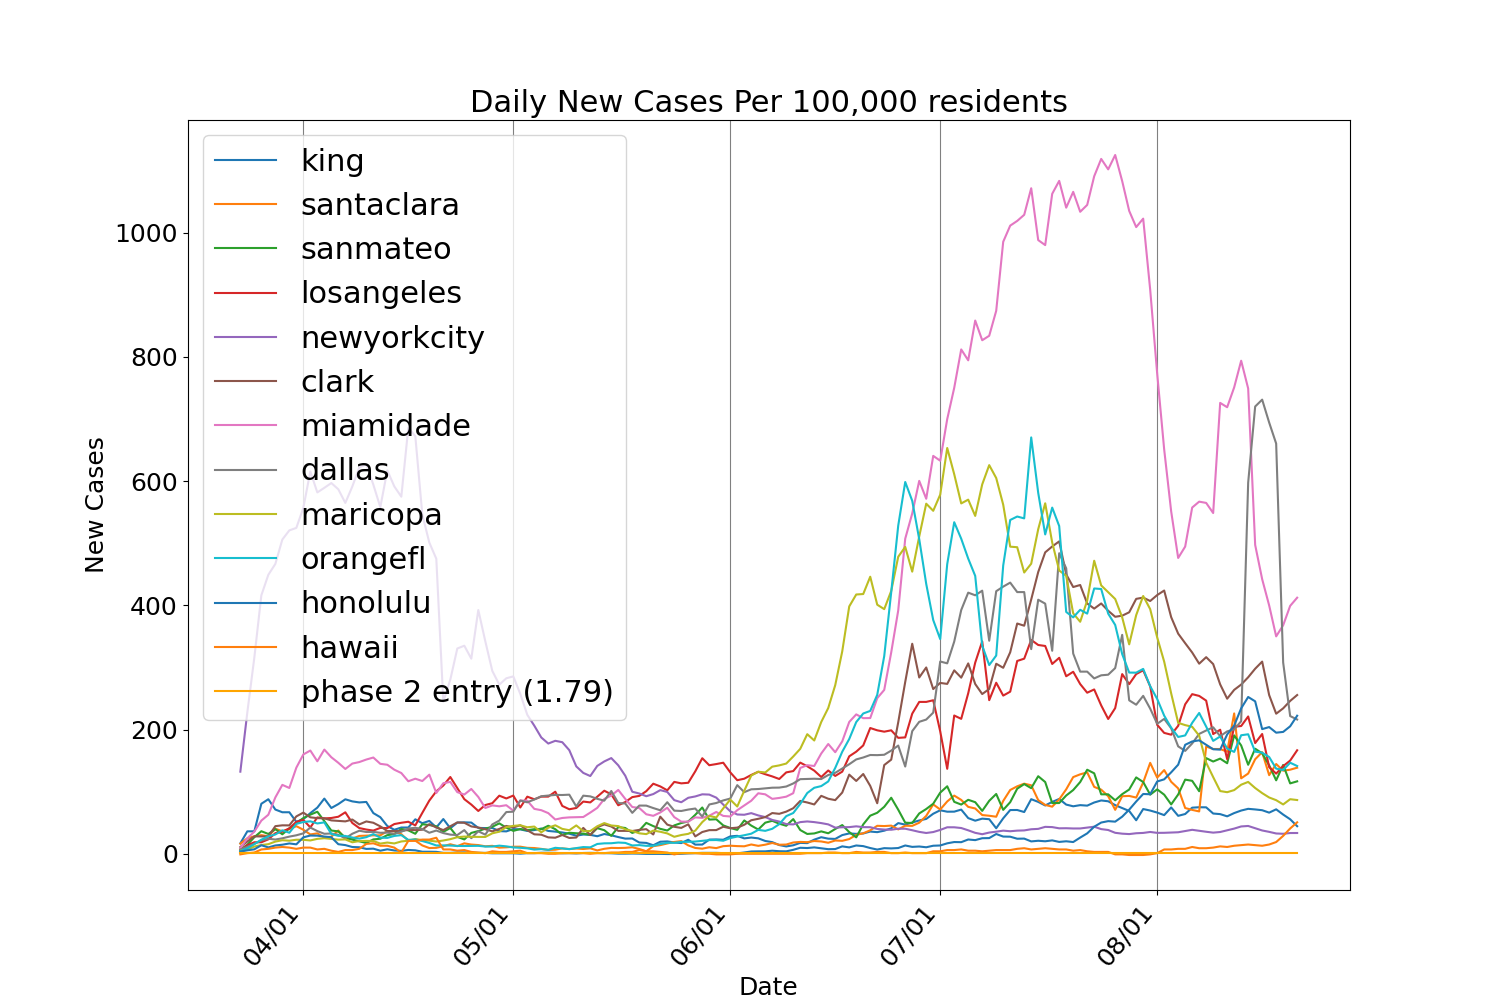 Daily New Cases Per 100,000 residents
king
santaclara
sanmateo
losangeles
newyorkcity
clark
miamidade
dallas
maricopa
orangefl
honolulu
hawaii
phase 2 entry (1.79)
New Cases
1000
800
600
400
200
0
04/01
05/01
06/01
07/01
08/01
Date